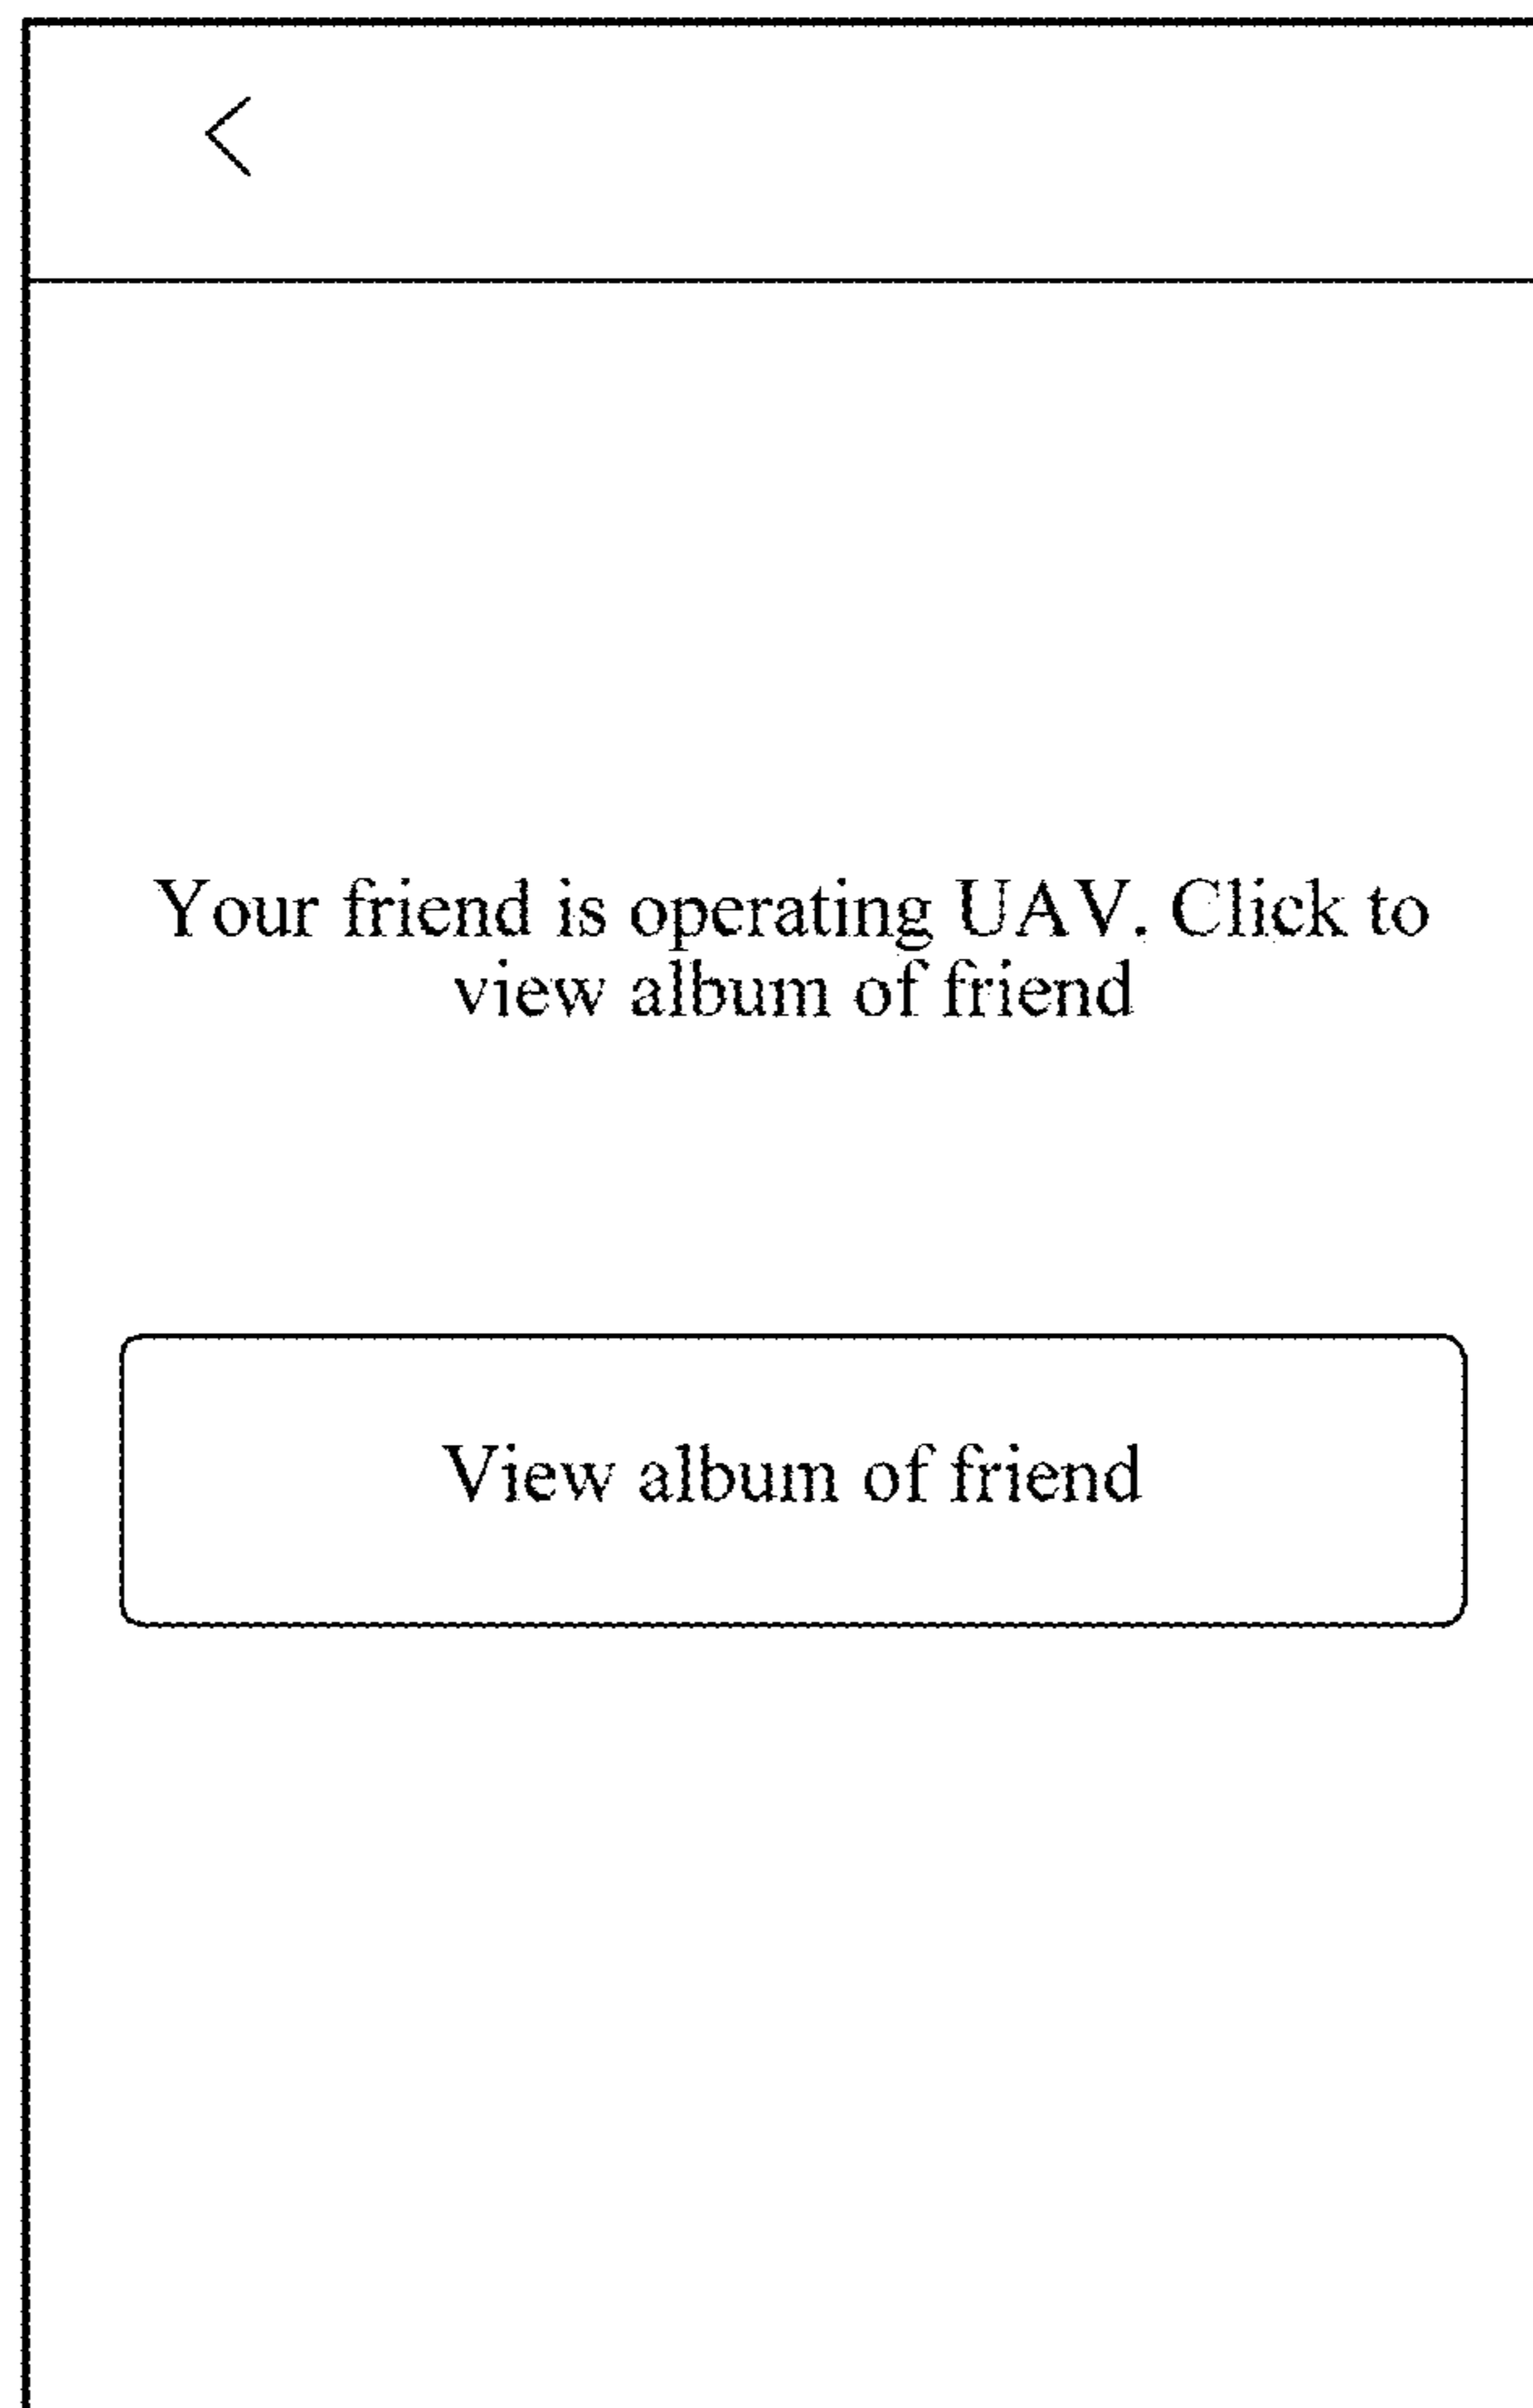 Your friend is operating UAV. Click to
view album of friend
View album of friend